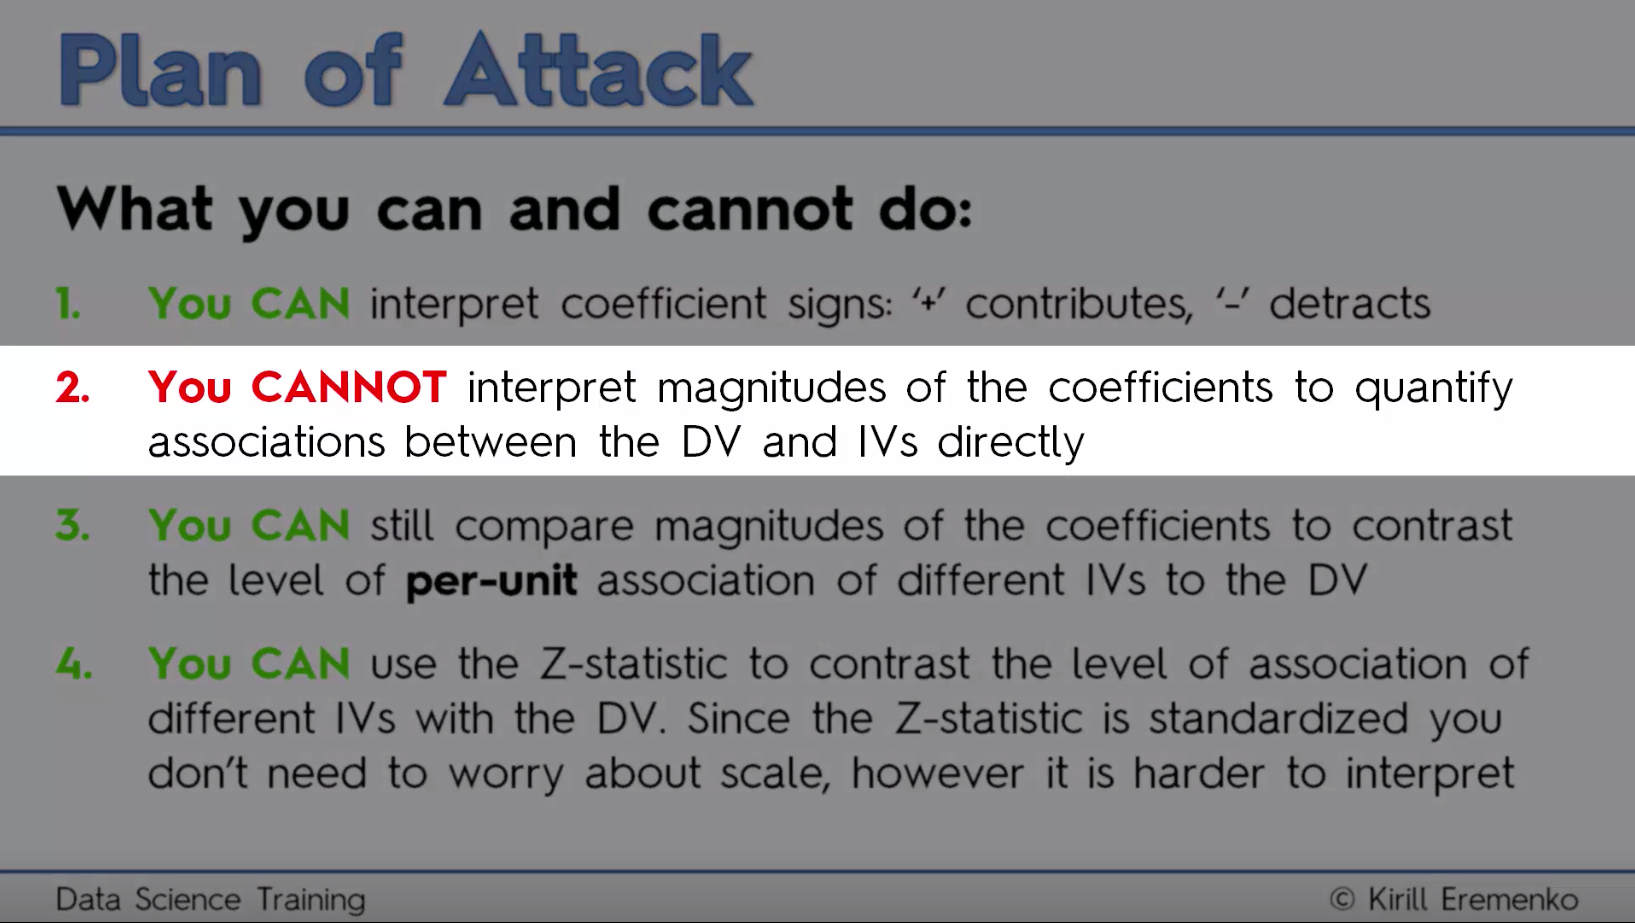 Plan of Attack
What you can and cannot do:
1. You CAN interpret coefficient signs: ‘+’ contributes, ‘-’ detracts
2. You CANNOT interpret magnitudes of the coefficients to quantify
associations between the DV and IVs directly
3. You CAN still compare magnitudes of the coefficients to contrast
the level of per-unit association of different IVs to the DV
4. You CAN use the Z-statistic to contrast the level of association of
different IVs with the DV. Since the Z-statistic is standardized you
don’t need to worry about scale, however it is harder to interpret
Data Science Training
© Kirill Eremenko